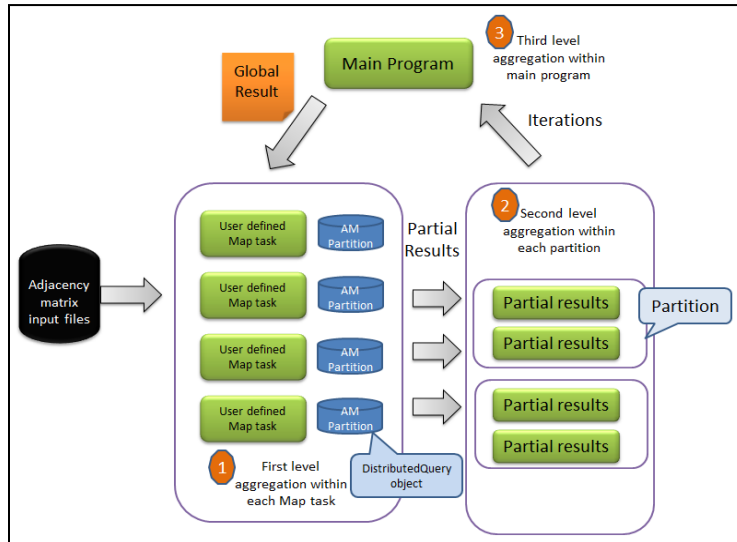 3
Third level
aggregation within
main program
Main Program
Global
Result
Iterations
2
Second level
aggregation within
each partition
User defined
Map task
AM
Partition
Partial
Results
Adjacency
matrix
input files
User defined
Map task
AM
Partition
Partial results
Partition
Partial results
User defined
Map task
AM
Partition
Partial results
User defined
Map task
AM
Partition
Partial results
1
First level
aggregation within
each Map task
DistributedQuery
object